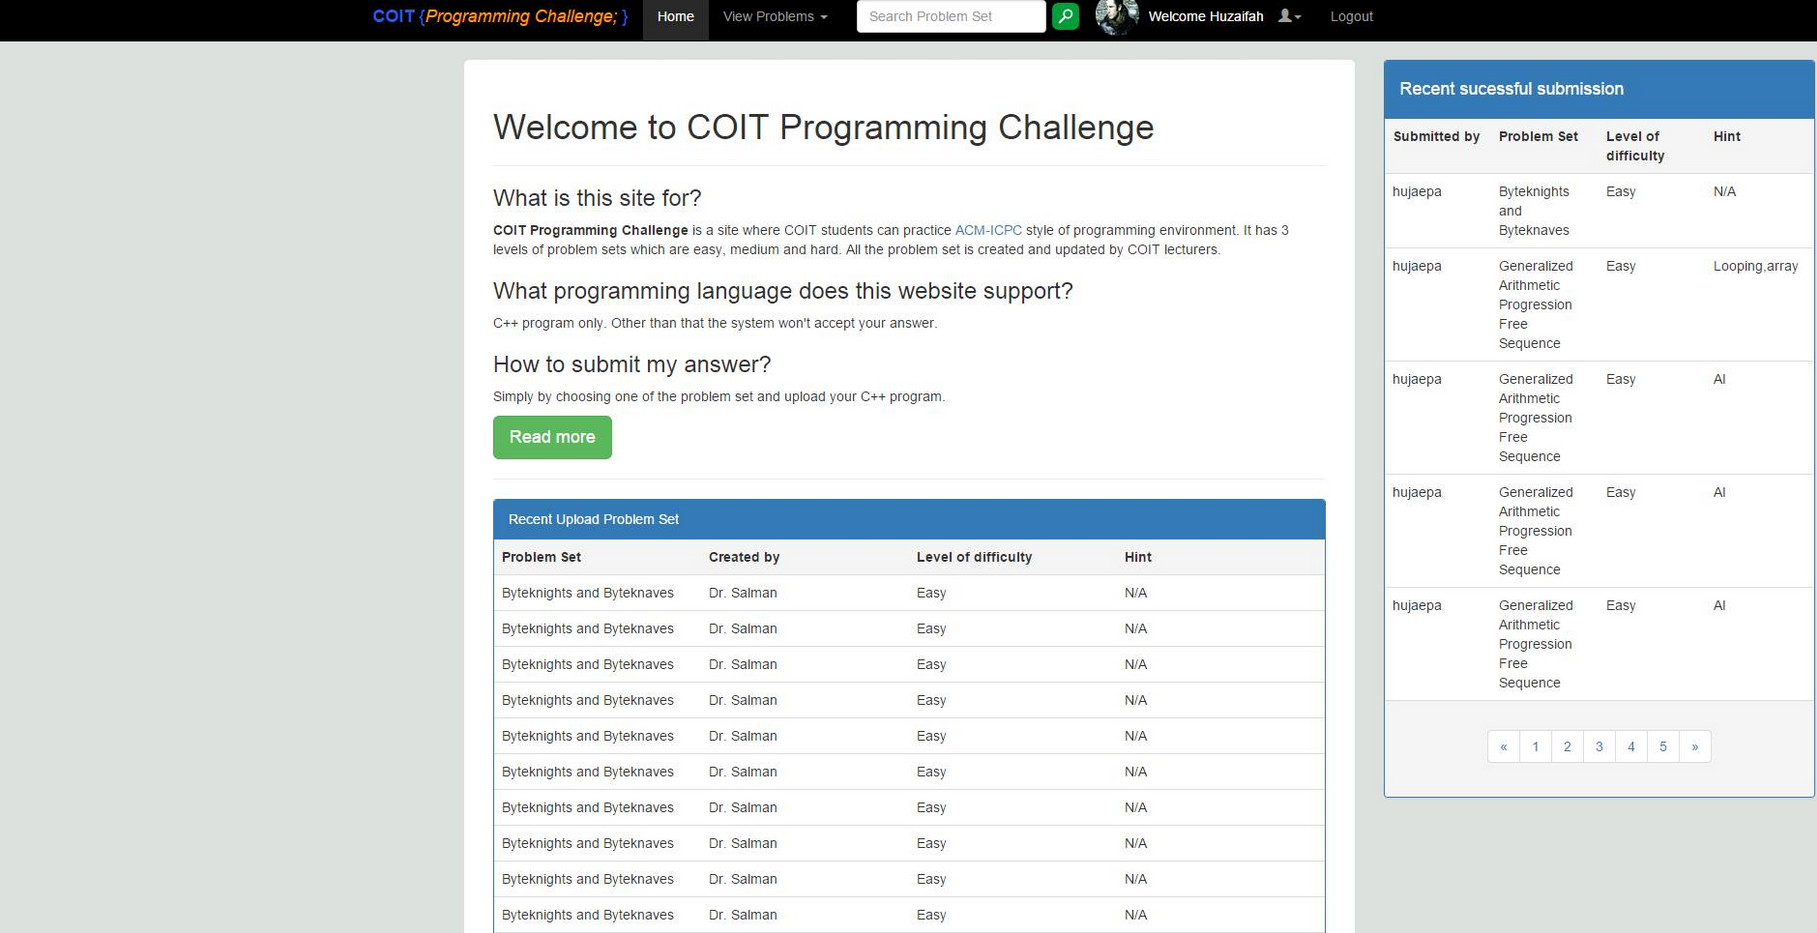 COIT {Programming Challenge; }
Home
View Problems
Search Problem Set
Welcome Huzaifah
Logout
Welcome to COIT Programming Challenge
What is this site for?
COIT Programming Challenge is a site where COIT students can practice ACM-ICPC style of programming environment. It has 3
levels of problem sets which are easy, medium and hard. All the problem set is created and updated by COIT lecturers.
What programming language does this website support?
C++ program only. Other than that the system won't accept your answer.
How to submit my answer?
Simply by choosing one of the problem set and upload your C++ program.
Read more
Recent Upload Problem Set
Problem Set Created by Level of difficulty Hint
Byteknights and Byteknaves Dr. Salman Easy N/A
Byteknights and Byteknaves Dr. Salman Easy N/A
Byteknights and Byteknaves Dr. Salman Easy N/A
Byteknights and Byteknaves Dr. Salman Easy N/A
Byteknights and Byteknaves Dr. Salman Easy N/A
Byteknights and Byteknaves Dr. Salman Easy N/A
Byteknights and Byteknaves Dr. Salman Easy N/A
Byteknights and Byteknaves Dr. Salman Easy N/A
Byteknights and Byteknaves Dr. Salman Easy N/A
Byteknights and Byteknaves Dr. Salman Easy N/A
Recent sucessful submission
Submitted by Problem Set Level of Hint
difficulty
hujaepa Byteknights Easy N/A
and
Byteknaves
hujaepa Generalized Easy Looping,array
Arithmetic
Progression
Free
Sequence
hujaepa Generalized Easy AI
Arithmetic
Progression
Free
Sequence
hujaepa Generalized Easy AI
Arithmetic
Progression
Free
Sequence
hujaepa Generalized Easy AI
Arithmetic
Progression
Free
Sequence
« 1 2 3 4 5 »